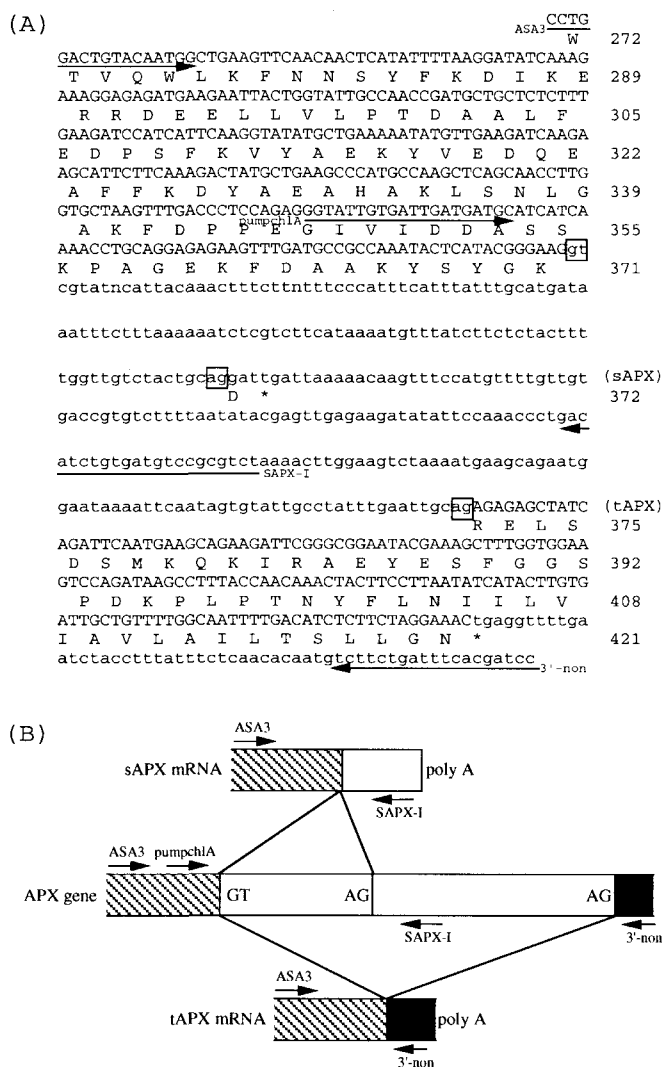 (A)
CCTG
ASA3
W 272
GACTGTACAATGGCTGAAGTTCAACAACTCATATTTTAAGGATATCAAAG
T V Q W L K F N N S Y F K D I K E 289
AAAGGAGAGATGAAGAATTACTGGTATTGCCAACCGATGCTGCTCTCTTT
R R D E E L L V L P T D A A L F 305
GAAGATCCATCATTCAAGGTATATGCTGAAAAATATGTTGAAGATCAAGA
E D P S F K V Y A E K Y V E D Q E 322
AGCATTCTTCAAAGACTATGCTGAAGCCCATGCCAAGCTCAGCAACCTTG
A F F K D Y A E A H A K L S N L G 339
GTGCTAAGTTTGACCCTCCAGAGGGTATTGTGATTGATGATGCATCATCA
pumpchlA
A K F D P P E G I V I D D A S S 355
AAACCTGCAGGAGAGAAGTTTGATGCCGCCAAATACTCATACGGGAAGgt
K P A G E K F D A A K Y S Y G K 371
cgtatncattacaaactttcttntttcccatttcatttatttgcatgata
aatttctttaaaaaatctcgtcttcataaaatgtttatcttctctacttt
tggttgtctactgcaggattgattaaaaacaagtttccatgttttgttgt (sAPX)
D * 372
gaccgtgtcttttaatatacgagttgagaagatatattccaaaccctgac
atctgtgatgtccgcgtctaaaacttggaagtctaaaatgaagcagaatg
SAPX-I
gaataaaattcaatagtgtattgcctatttgaattgcagAGAGAGCTATC (tAPX)
R E L S 375
AGATTCAATGAAGCAGAAGATTCGGGCGGAATACGAAAGCTTTGGTGGAA
D S M K Q K I R A E Y E S F G G S 392
GTCCAGATAAGCCTTTACCAACAAACTACTTCCTTAATATCATACTTGTG
P D K P L P T N Y F L N I I L V 408
ATTGCTGTTTTGGCAATTTTGACATCTCTTCTAGGAAACtgaggttttga
I A V L A I L T S L L G N * 421
atctacctttatttctcaacacaatgtcttctgatttcacgatcc
3'-non
(B)
ASA3
sAPX mRNA poly A
SAPX-I
ASA3 pumpchlA
APX gene GT AG AG
SAPX-I 3'-non
ASA3
tAPX mRNA poly A
3'-non